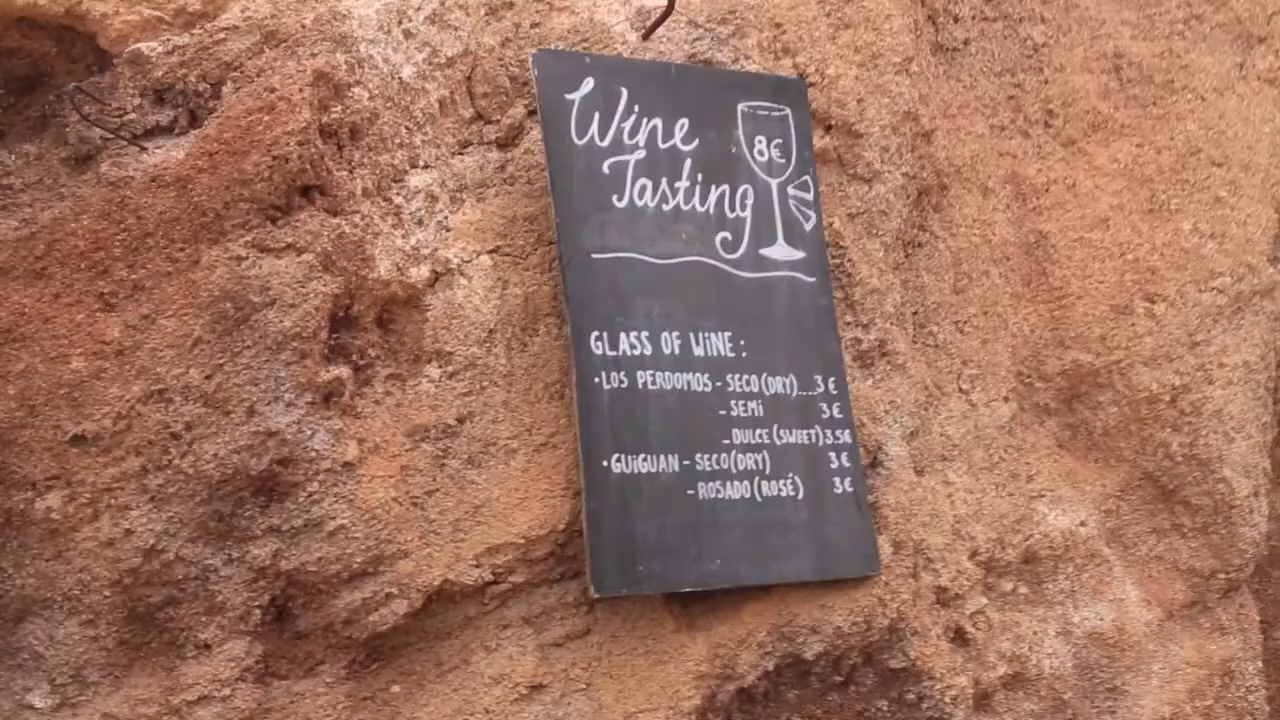 Wine
8€
Tasting
GLASS OF WiNE:
·LOS PERDOMOS - SECO (DRY)....3€
- SEMi 3€
- DULCE (SWEET) 3.5€
·GUiGUAN - SECO (DRY) 3€
- ROSADO (ROSÉ) 3€